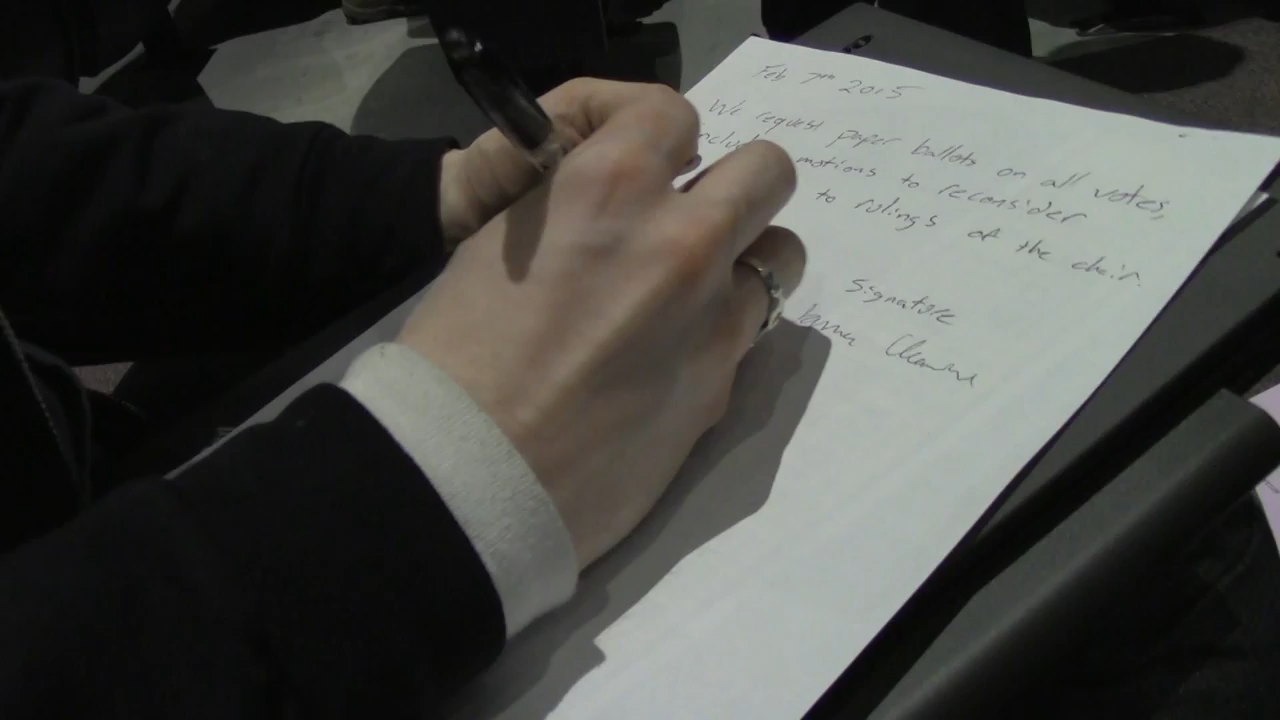 Feb 7th 2015
We request paper ballots on all votes,
motions to reconsider
to rulings of the chair.
Signature